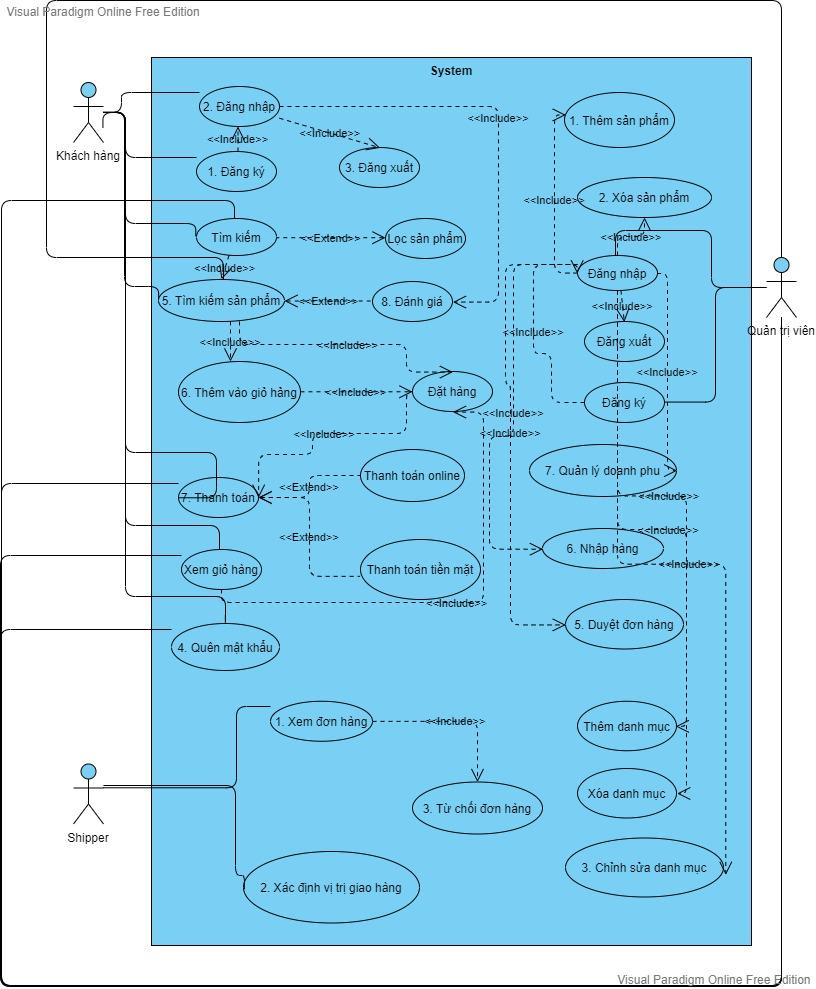 Visual Paradigm Online Free Edition
System
Khách hàng
2. Đăng nhập
<<Include>>
<<Include>>
<<Include>>
1. Đăng ký
3. Đăng xuất
1. Thêm sản phẩm
<<Include>>
2. Xóa sản phẩm
<<Include>>
Tìm kiếm
<<Extend>>
Lọc sản phẩm
<<Include>>
Đăng nhập
Quản trị viên
5. Tìm kiếm sản phẩm
<<Extend>>
8. Đánh giá
<<Include>>
<<Include>>
Đăng xuất
<<Include>>
<<Include>>
<<Include>>
6. Thêm vào giỏ hàng
<<Include>>
Đặt hàng
Đăng ký
<<Include>>
<<Include>>
<<Include>>
7. Quản lý doanh phu
Thanh toán online
<<Extend>>
7. Thanh toán
<<Include>>
<<Extend>>
<<Include>>
6. Nhập hàng
<<Include>>
Xem giỏ hàng
Thanh toán tiền mặt
<<Include>>
5. Duyệt đơn hàng
4. Quên mật khẩu
1. Xem đơn hàng
<<Include>>
Thêm danh mục
Xóa danh mục
3. Từ chối đơn hàng
Shipper
3. Chỉnh sửa danh mục
2. Xác định vị trí giao hàng
Visual Paradigm Online Free Edition